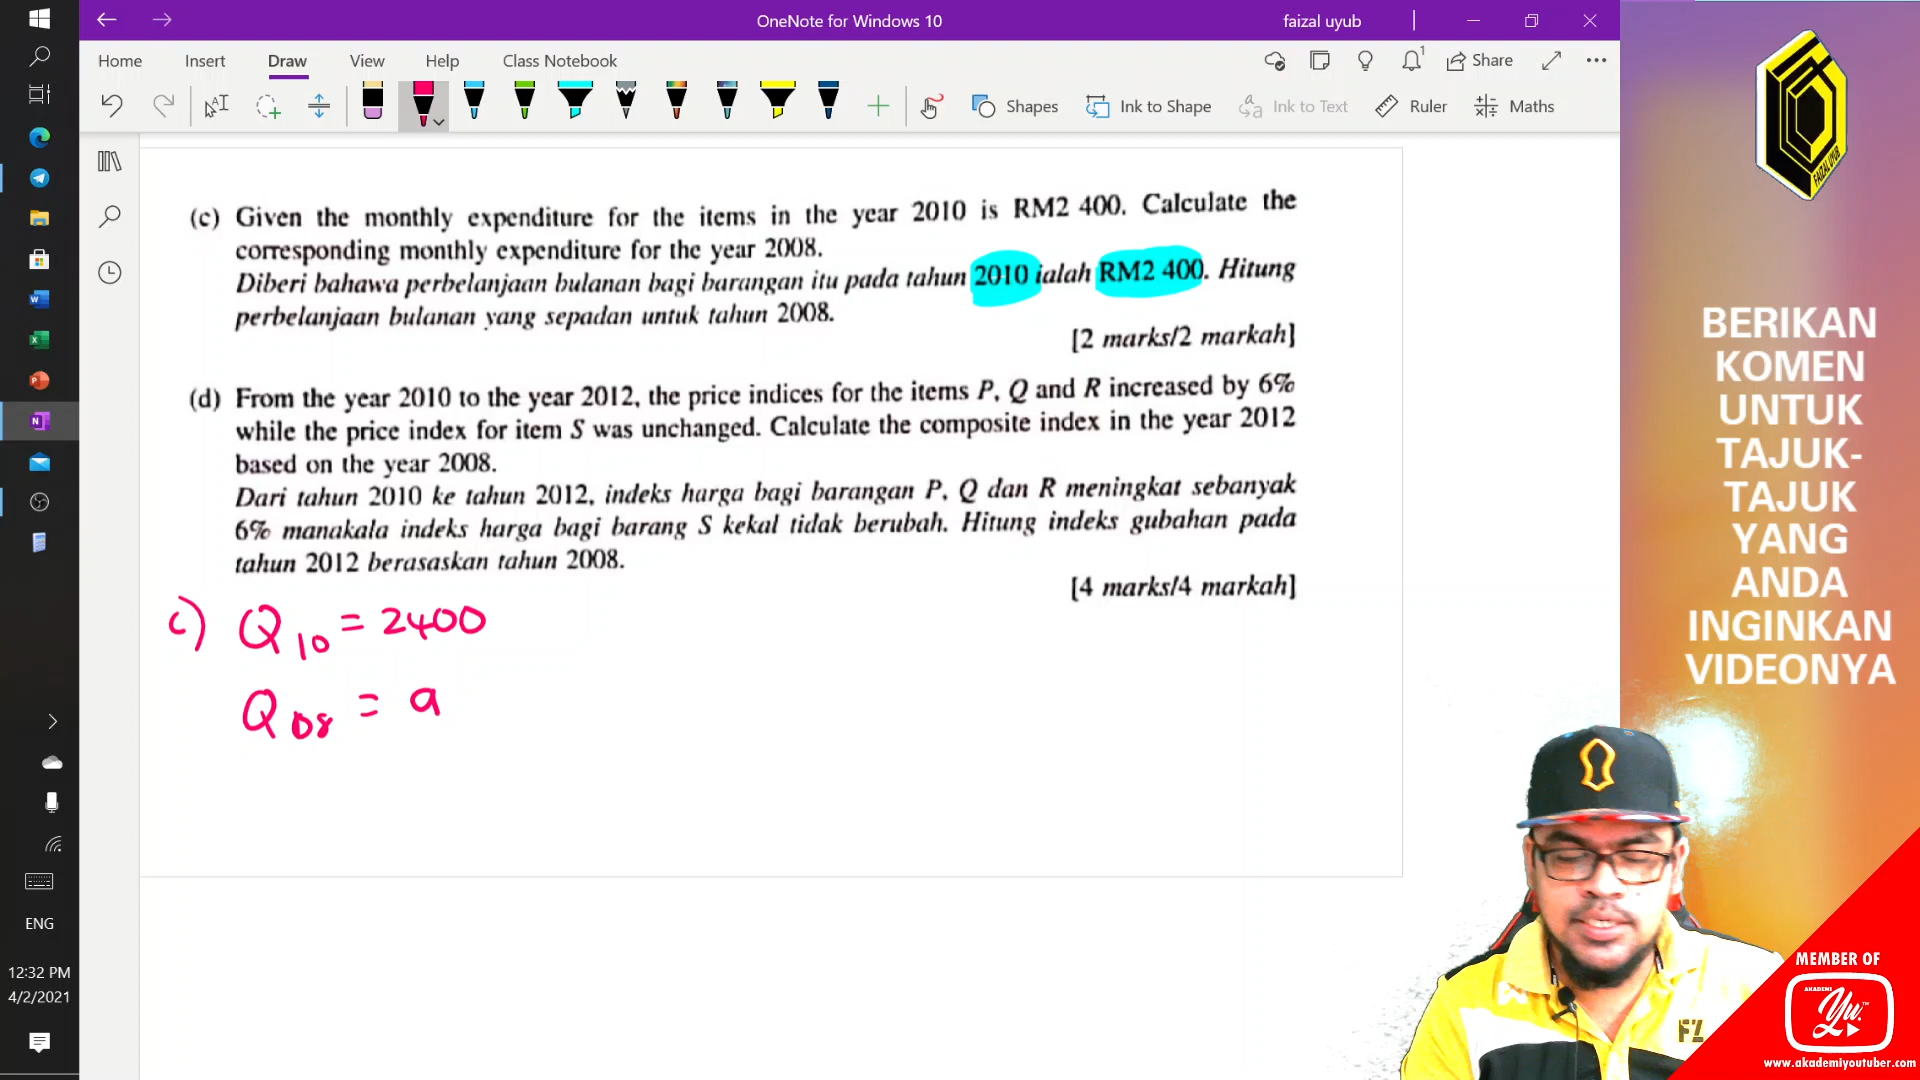 OneNote for Windows 10
faizal uyub
Home
Insert
Draw
View
Help
Class Notebook
1
Share
Shapes
Ink to Shape
Ink to Text
Ruler
Maths
(c) Given the monthly expenditure for the items in the year 2010 is RM2 400. Calculate the
corresponding monthly expenditure for the year 2008.
Diberi bahawa perbelanjaan bulanan bagi barangan itu pada tahun 2010 ialah RM2 400. Hitung
perbelanjaan bulanan yang sepadan untuk tahun 2008.
[2 marks/2 markah]
(d) From the year 2010 to the year 2012, the price indices for the items P, Q and R increased by 6%
while the price index for item S was unchanged. Calculate the composite index in the year 2012
based on the year 2008.
Dari tahun 2010 ke tahun 2012, indeks harga bagi barangan P, Q dan R meningkat sebanyak
6% manakala indeks harga bagi barang S kekal tidak berubah. Hitung indeks gubahan pada
tahun 2012 berasaskan tahun 2008.
[4 marks/4 markah]
c) Q10 = 2400
Q08 = a
ENG
12:32 PM
4/2/2021
FAIZAL UYUB
BERIKAN
KOMEN
UNTUK
TAJUK-
TAJUK
YANG
ANDA
INGINKAN
VIDEONYA
FZ
MEMBER OF
AKADEMI
Yu.
www.akademiyoutuber.com